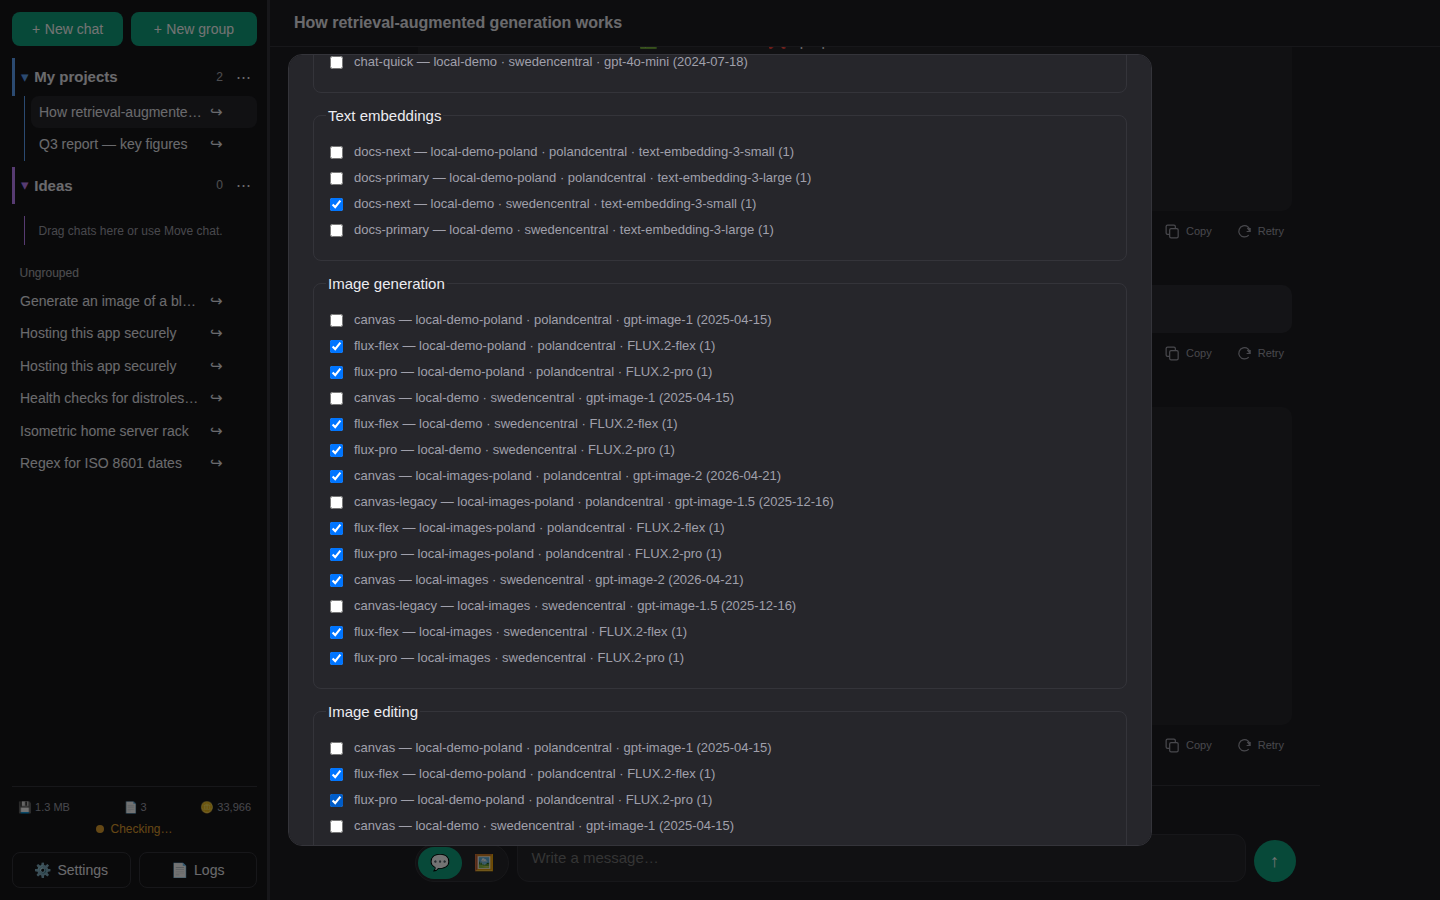 + New chat
+ New group
How retrieval-augmented generation works
▾ My projects 2 ⋯
How retrieval-augmente… ↪
Q3 report — key figures ↪
▾ Ideas 0 ⋯
Drag chats here or use Move chat.
Ungrouped
Generate an image of a bl… ↪
Hosting this app securely ↪
Hosting this app securely ↪
Health checks for distroles… ↪
Isometric home server rack ↪
Regex for ISO 8601 dates ↪
1.3 MB 3 33,966
Checking…
Settings
Logs
chat-quick — local-demo · swedencentral · gpt-4o-mini (2024-07-18)
Text embeddings
docs-next — local-demo-poland · polandcentral · text-embedding-3-small (1)
docs-primary — local-demo-poland · polandcentral · text-embedding-3-large (1)
docs-next — local-demo · swedencentral · text-embedding-3-small (1)
docs-primary — local-demo · swedencentral · text-embedding-3-large (1)
Image generation
canvas — local-demo-poland · polandcentral · gpt-image-1 (2025-04-15)
flux-flex — local-demo-poland · polandcentral · FLUX.2-flex (1)
flux-pro — local-demo-poland · polandcentral · FLUX.2-pro (1)
canvas — local-demo · swedencentral · gpt-image-1 (2025-04-15)
flux-flex — local-demo · swedencentral · FLUX.2-flex (1)
flux-pro — local-demo · swedencentral · FLUX.2-pro (1)
canvas — local-images-poland · polandcentral · gpt-image-2 (2026-04-21)
canvas-legacy — local-images-poland · polandcentral · gpt-image-1.5 (2025-12-16)
flux-flex — local-images-poland · polandcentral · FLUX.2-flex (1)
flux-pro — local-images-poland · polandcentral · FLUX.2-pro (1)
canvas — local-images · swedencentral · gpt-image-2 (2026-04-21)
canvas-legacy — local-images · swedencentral · gpt-image-1.5 (2025-12-16)
flux-flex — local-images · swedencentral · FLUX.2-flex (1)
flux-pro — local-images · swedencentral · FLUX.2-pro (1)
Image editing
canvas — local-demo-poland · polandcentral · gpt-image-1 (2025-04-15)
flux-flex — local-demo-poland · polandcentral · FLUX.2-flex (1)
flux-pro — local-demo-poland · polandcentral · FLUX.2-pro (1)
canvas — local-demo · swedencentral · gpt-image-1 (2025-04-15)
Copy Retry
Copy Retry
Copy Retry
Write a message…
↑